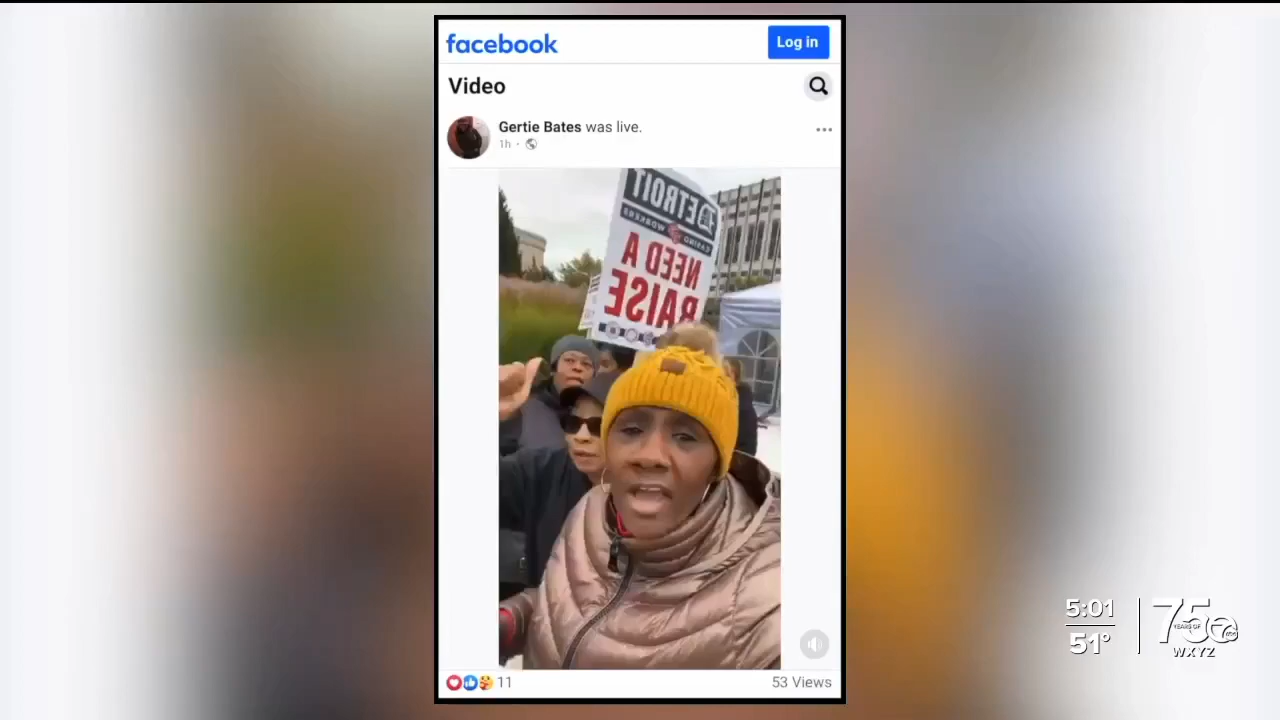 facebook
Log in
Video
Gertie Bates was live.
1h ·
DETROIT
CASINO WORKERS
NEED A
RAISE
11
53 Views
5:01
51°
75
YEARS OF
abc
WXYZ